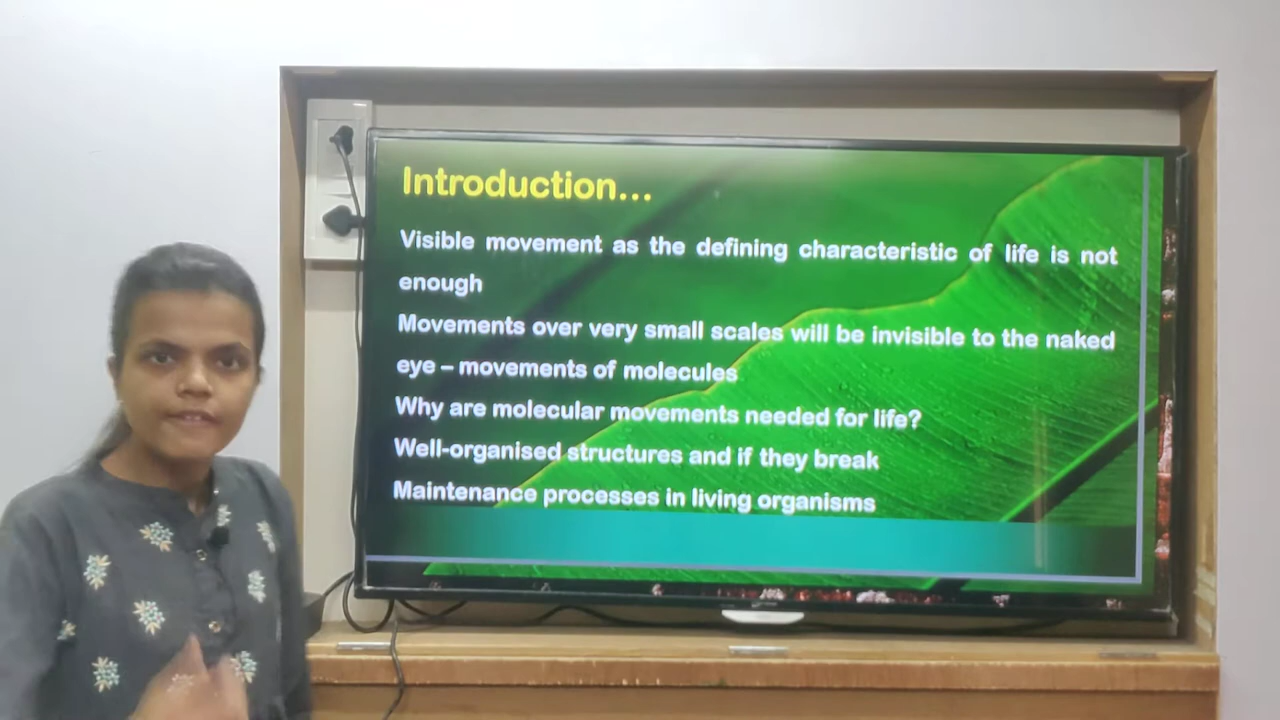 Introduction...
Visible movement as the defining characteristic of life is not
enough
Movements over very small scales will be invisible to the naked
eye – movements of molecules
Why are molecular movements needed for life?
Well-organised structures and if they break
Maintenance processes in living organisms